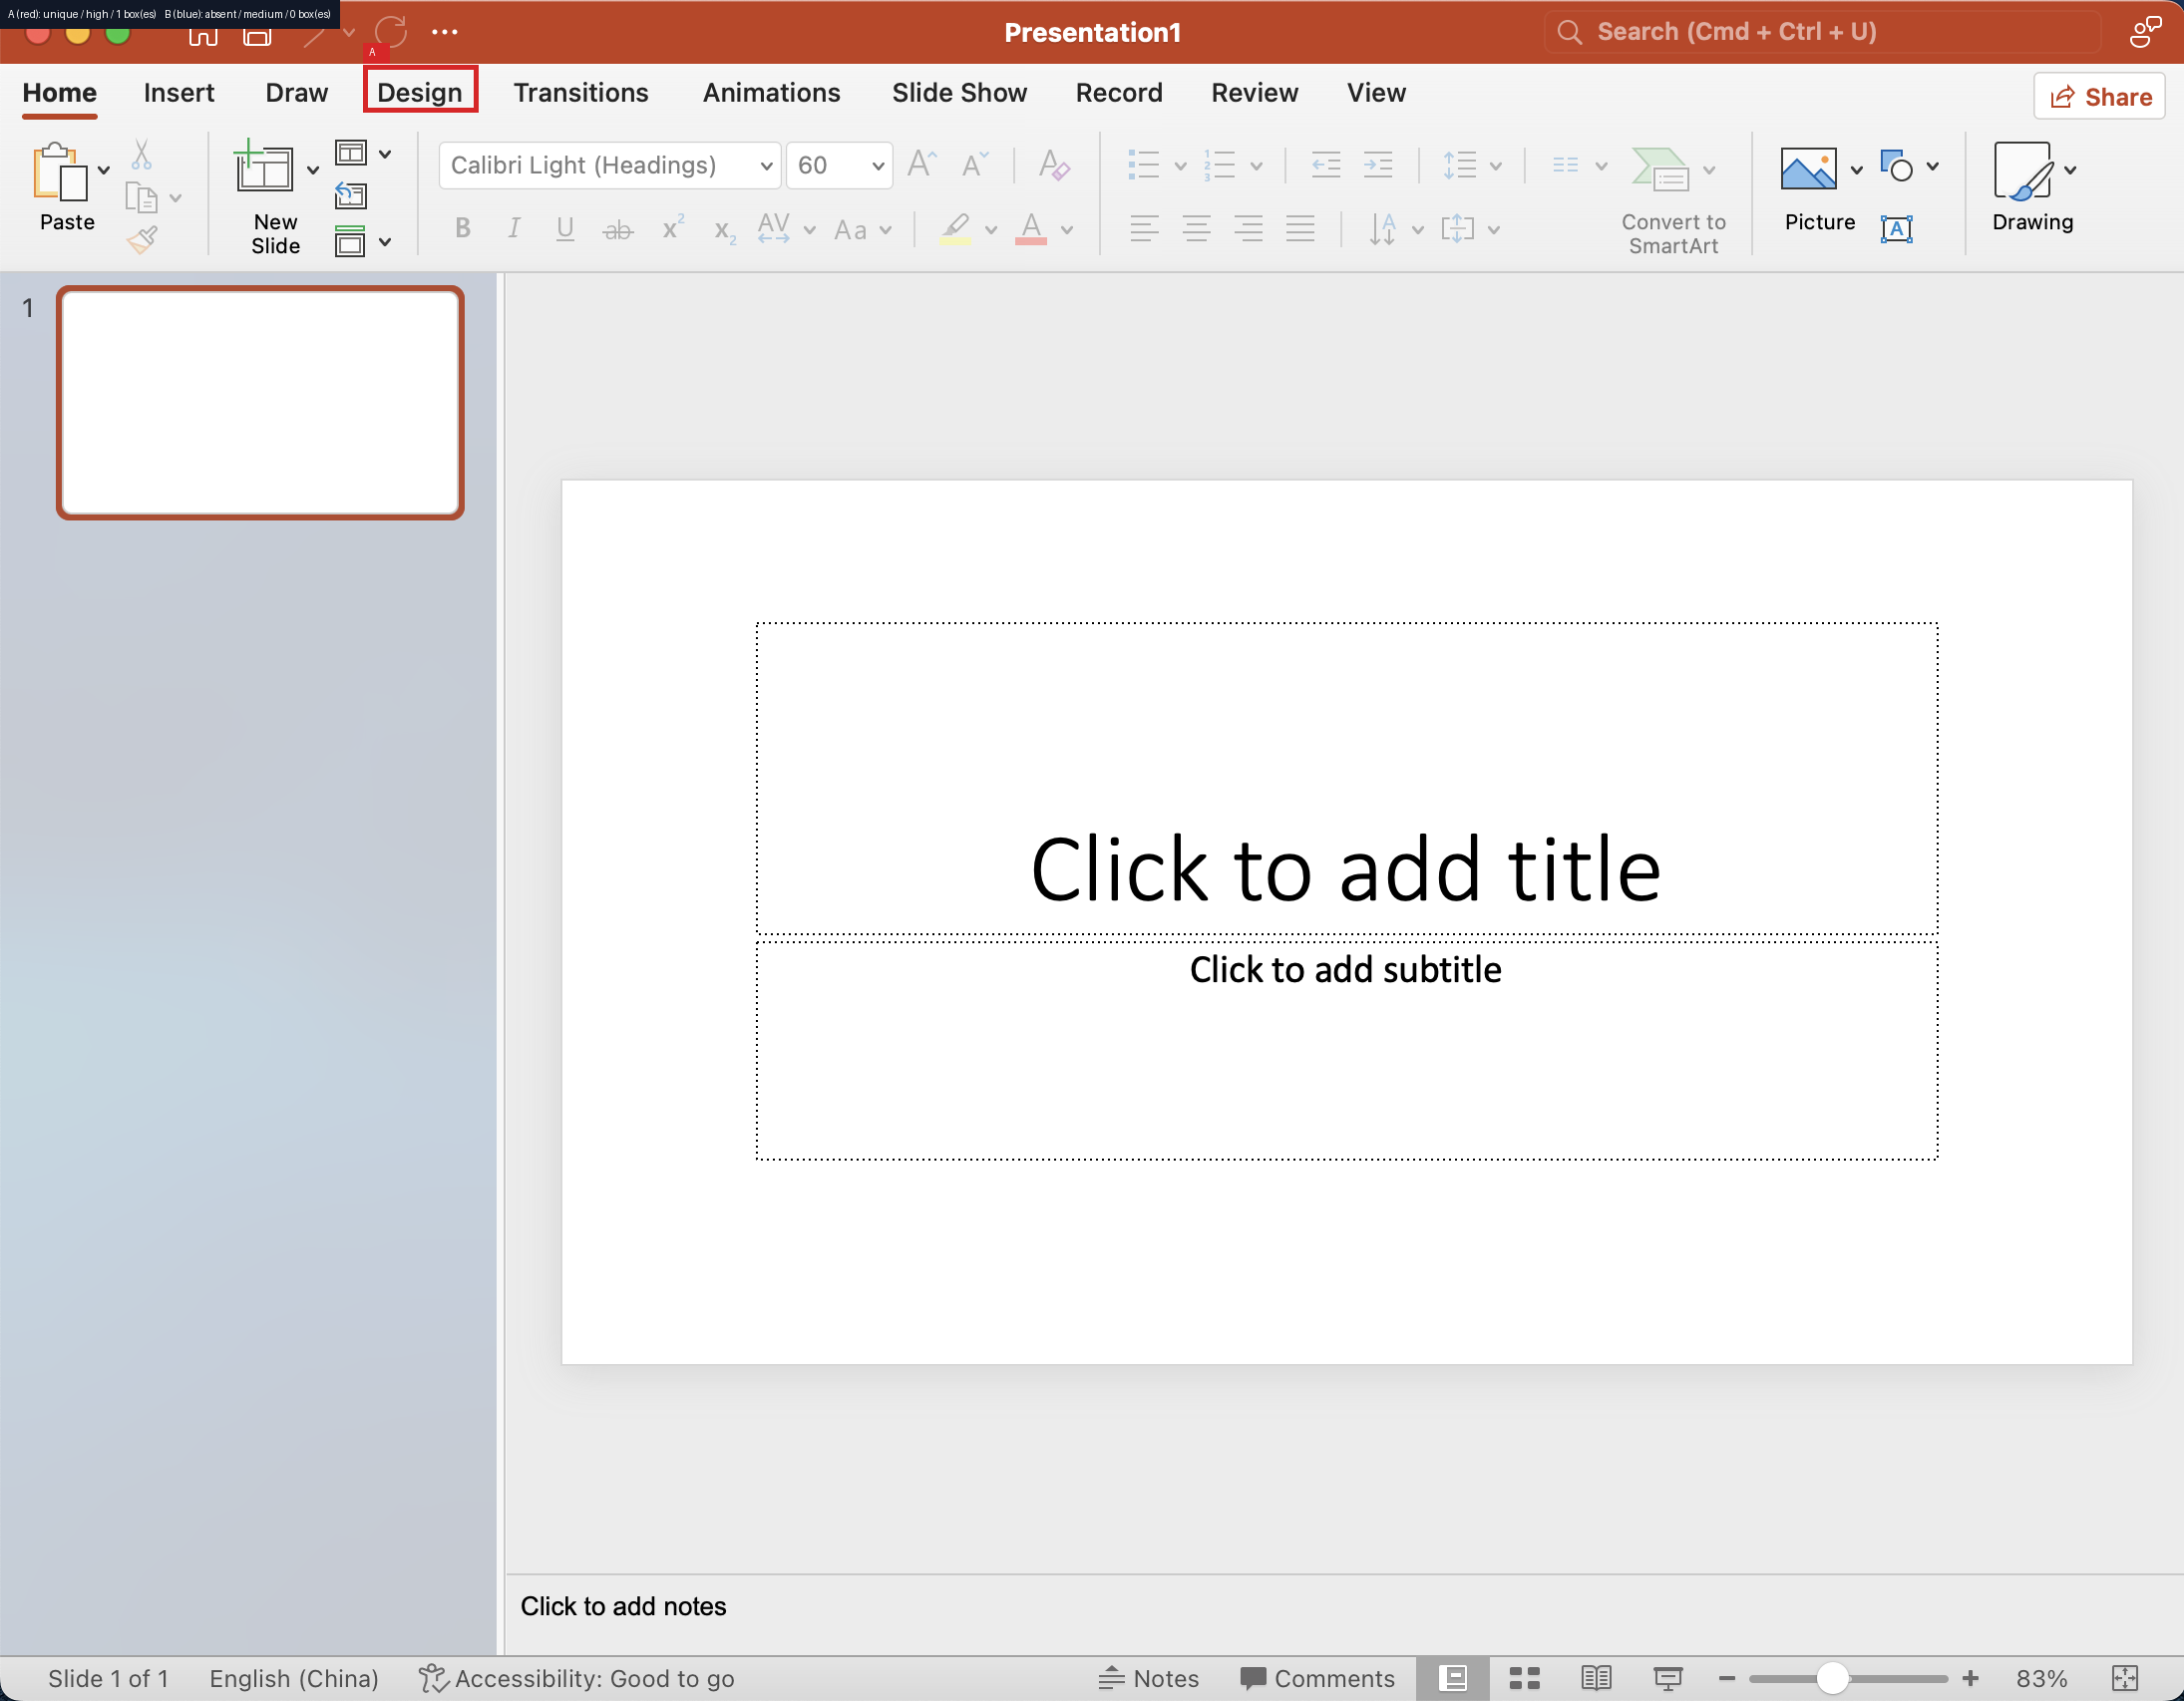 A (red): unique / high / 1 box(es) B (blue): absent / medium / 0 box(es)
A
Presentation1
Search (Cmd + Ctrl + U)
Home Insert Draw Design Transitions Animations Slide Show Record Review View Share
Calibri Light (Headings) 60
Paste
New
Slide
Convert to
SmartArt
Picture
Drawing
1
Click to add title
Click to add subtitle
Click to add notes
Slide 1 of 1 English (China) Accessibility: Good to go Notes Comments 83%